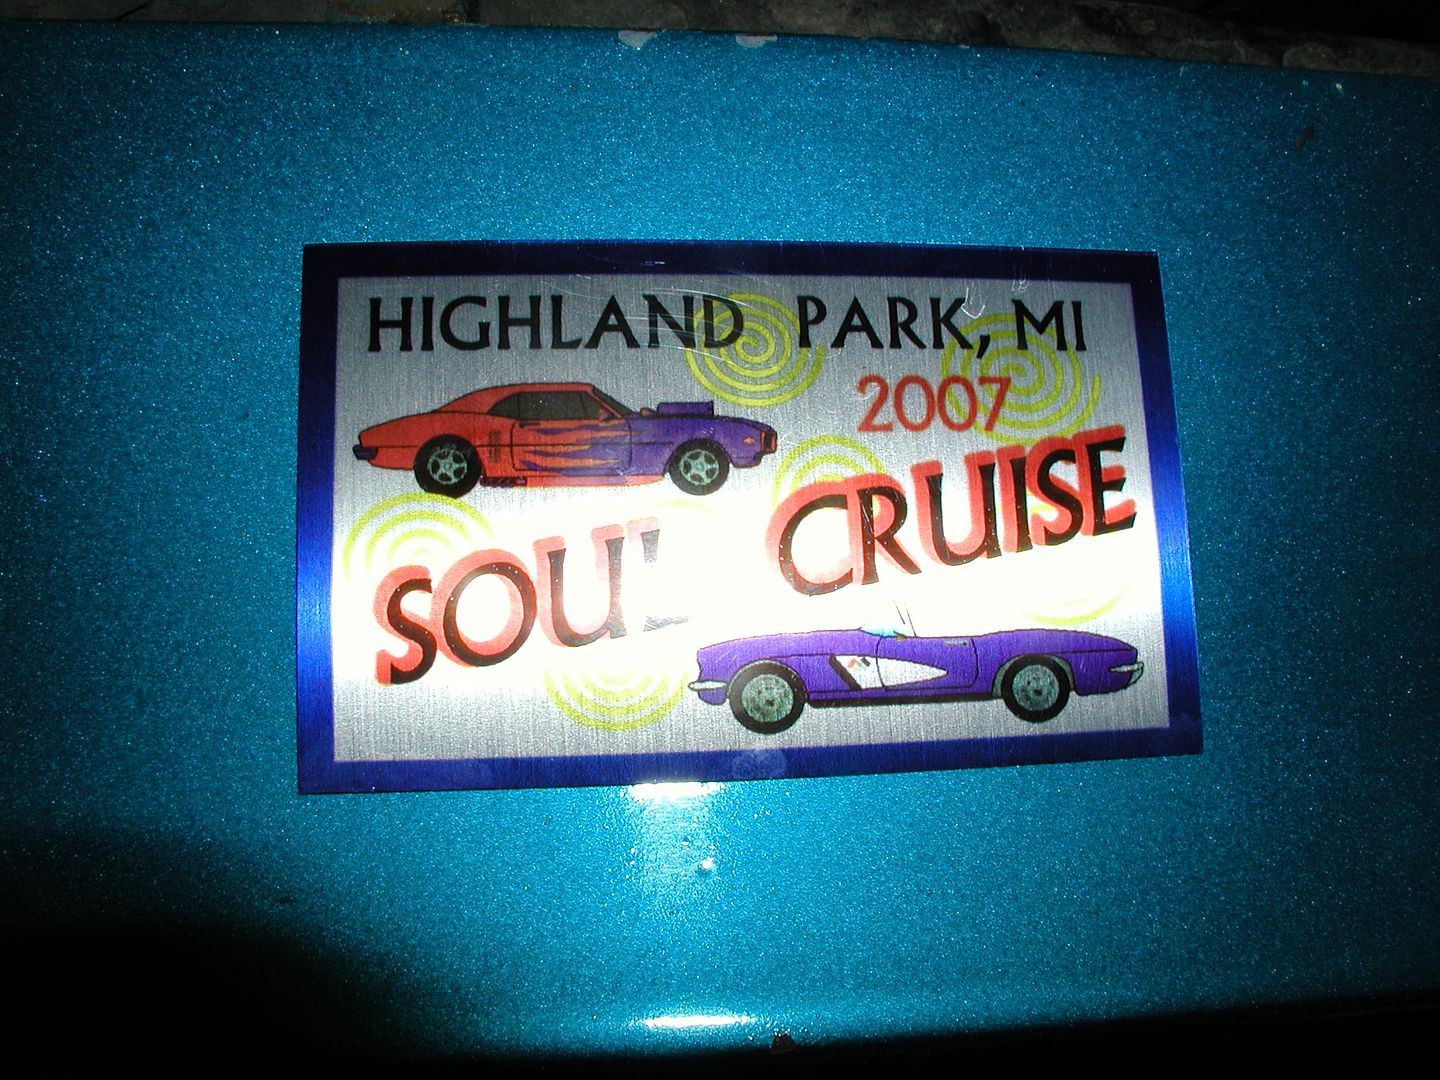 HIGHLAND PARK, MI
2007
SOUL CRUISE